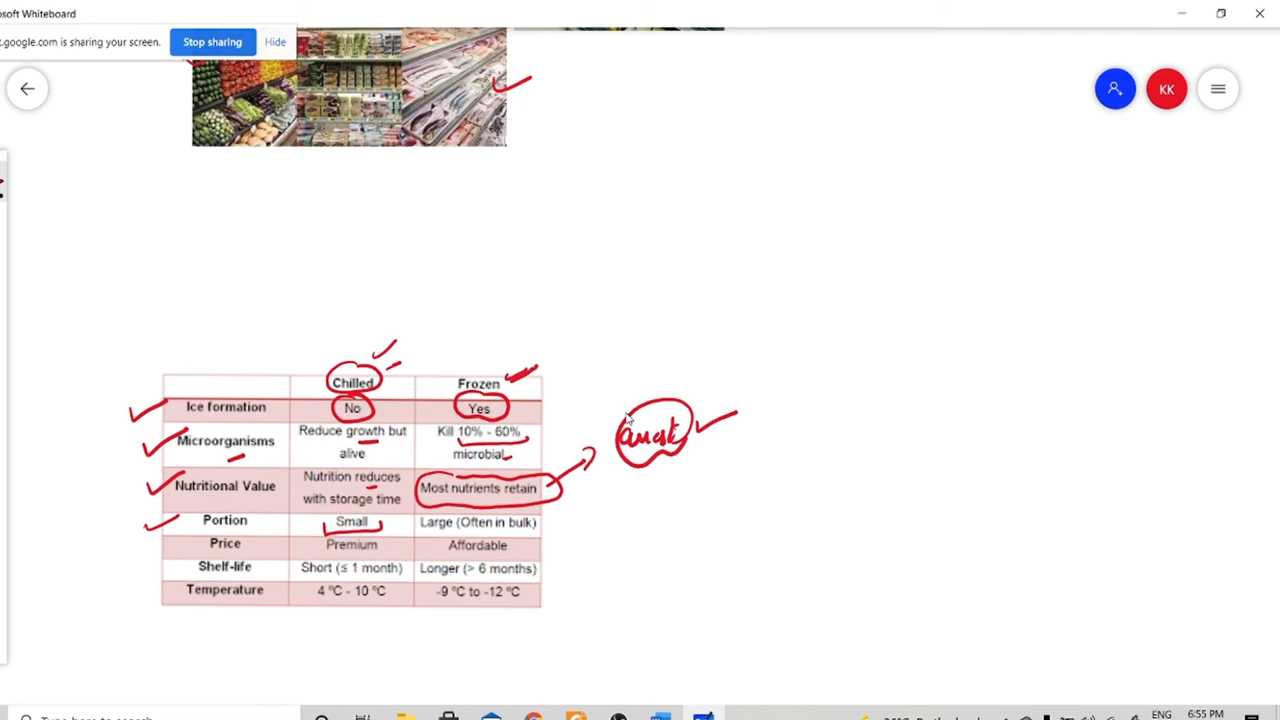 osoft Whiteboard
t.google.com is sharing your screen. Stop sharing Hide
KK
Chilled Frozen
Ice formation No Yes
Microorganisms Reduce growth but alive Kill 10% - 60% microbial
Nutritional Value Nutrition reduces with storage time Most nutrients retain
Portion Small Large (Often in bulk)
Price Premium Affordable
Shelf-life Short (≤ 1 month) Longer (> 6 months)
Temperature 4 °C - 10 °C -9 °C to -12 °C
ENG 6:55 PM